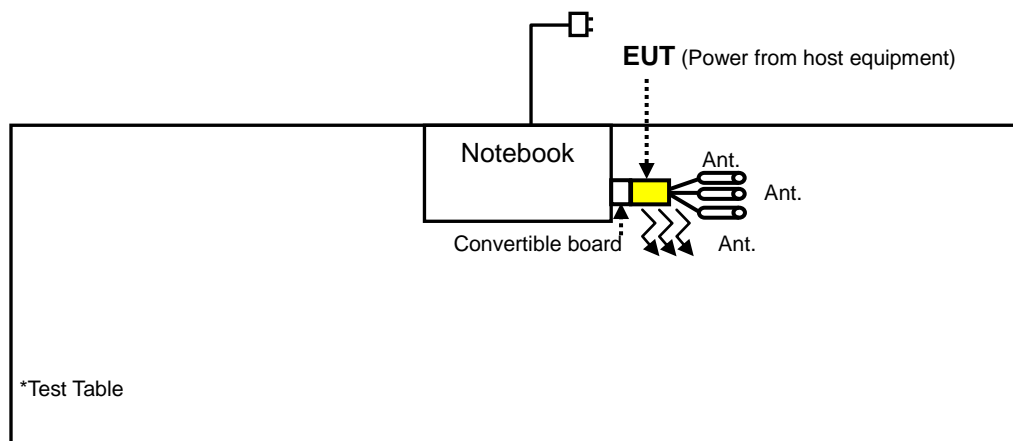 EUT (Power from host equipment)
Notebook
Ant.
Ant.
Convertible board
Ant.
*Test Table